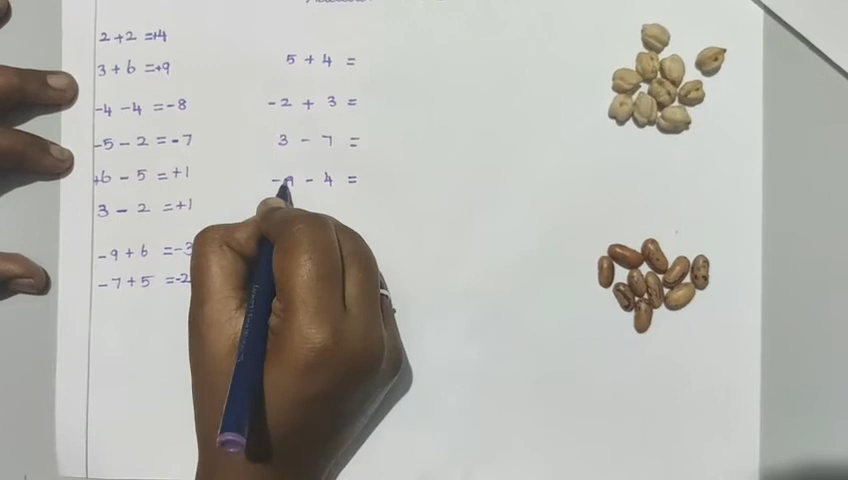 2 + 2 = +4
3 + 6 = +9
-4 - 4 = -8
-5 - 2 = -7
+6 - 5 = +1
3 - 2 = +1
-9 + 6 = -3
-7 + 5 = -2
5 + 4 =
-2 + 3 =
3 - 7 =
-9 - 4 =